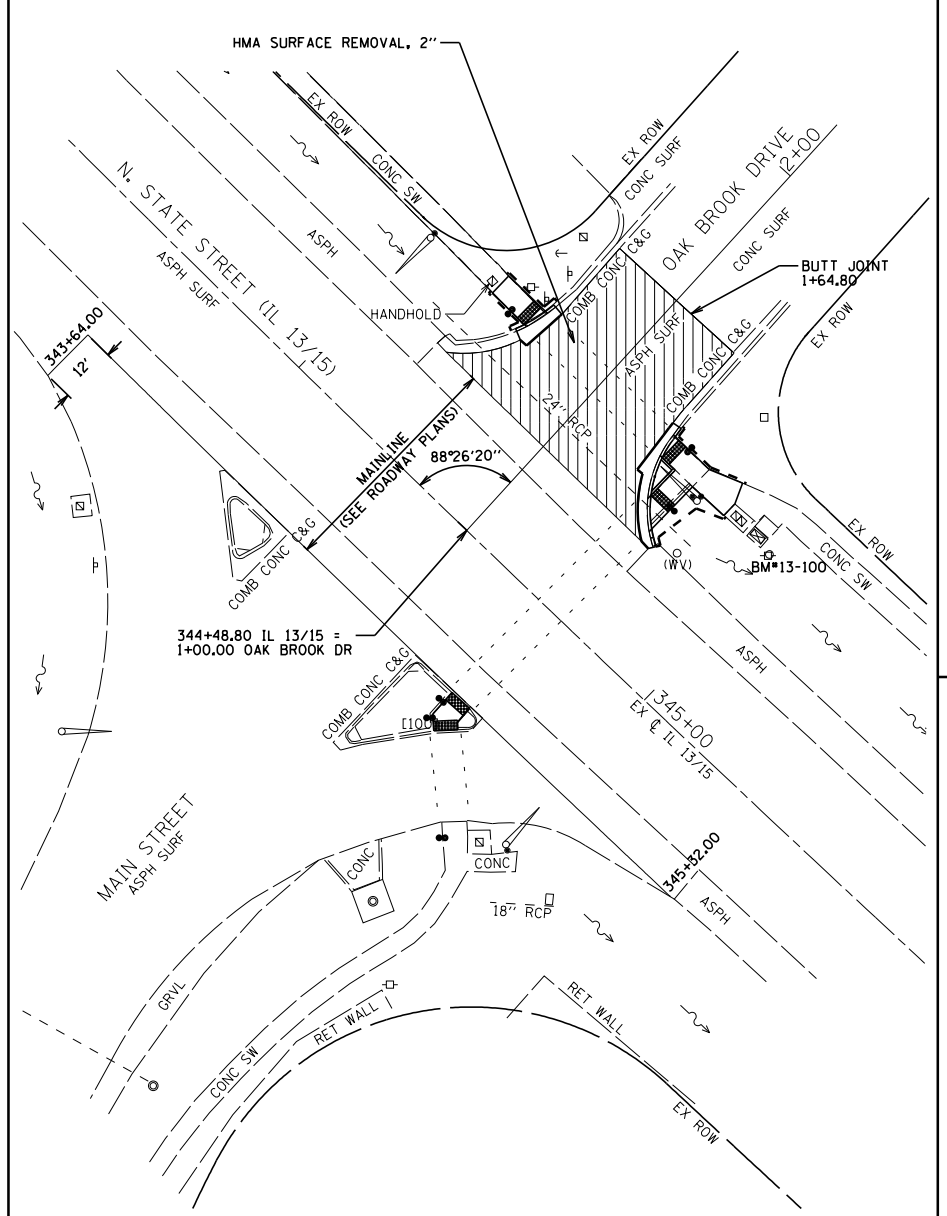 HMA SURFACE REMOVAL, 2''
EX ROW
CONC SW
EX ROW
CONC SURF
OAK BROOK DRIVE
2+00
CONC SURF
N. STATE STREET (IL 13/15)
ASPH SURF
ASPH
COMB CONC C&G
BUTT JOINT
1+64.80
HANDHOLD
EX ROW
343+64.00
12'
ASPH SURF
COMB CONC C&G
24'' RCP
MAINLINE
(SEE ROADWAY PLANS)
88°26'20''
COMB CONC C&G
EX ROW
(WV)
BM#13-100
CONC SW
344+48.80 IL 13/15 =
1+00.00 OAK BROOK DR
ASPH
COMB CONC C&G
345+00
EX ℄ IL 13/15
MAIN STREET
ASPH SURF
CONC
CONC
345+32.00
ASPH
18'' RCP
GRVL
RET WALL
RET WALL
CONC SW
EX ROW